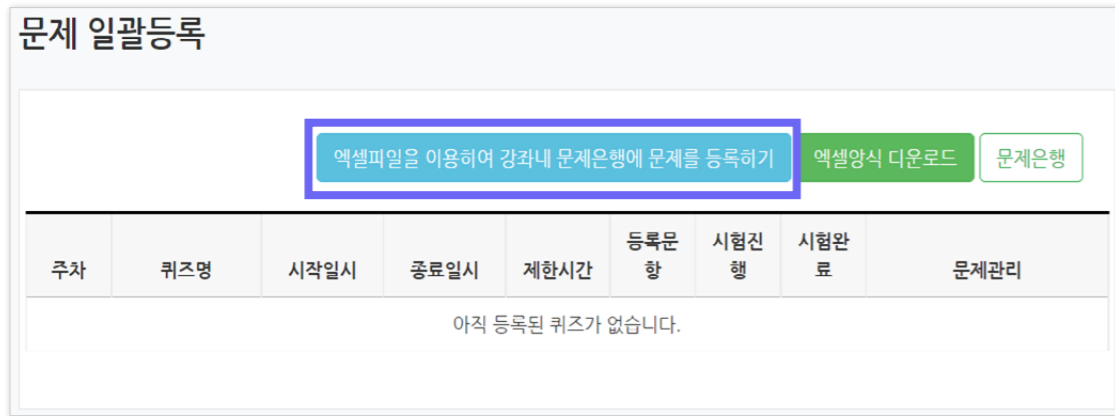 문제 일괄등록
엑셀파일을 이용히여 강좌내 문제은행에 문제를 등록히기 엑셀양식 디운로드 문제은행
주차 퀴즈명 시작일시 종료일시 제한시간 등록문항 시험진행 시험완료 문제관리
아직 등록된 퀴즈가 없습니다.